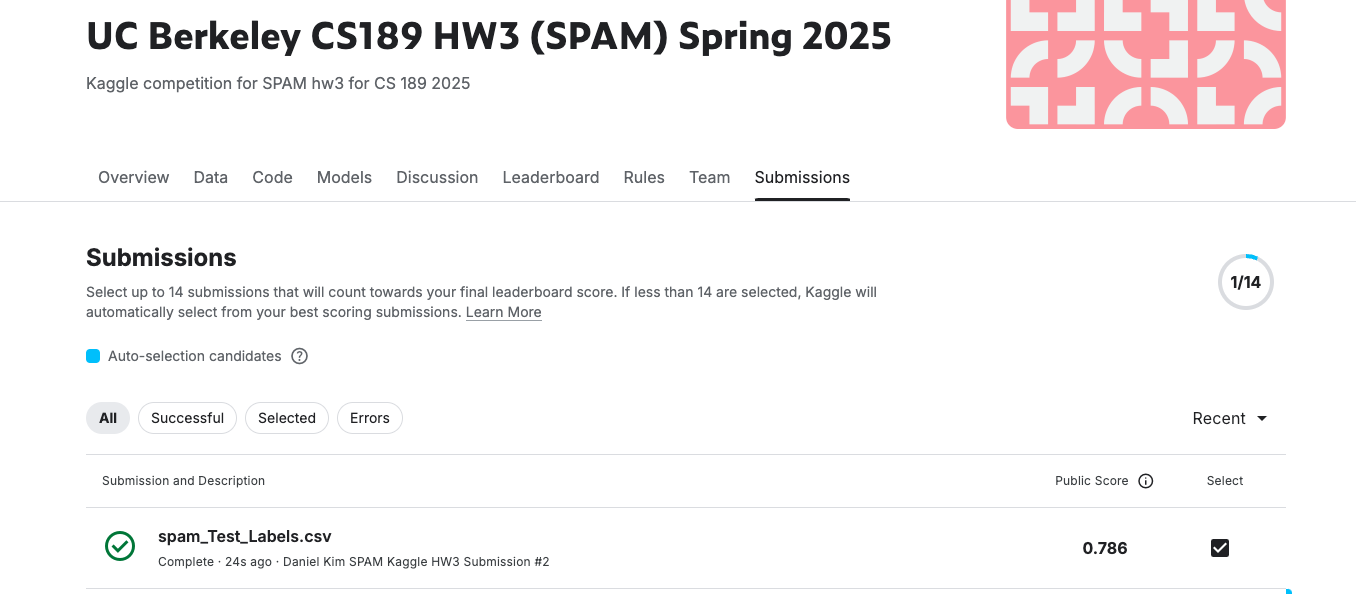 UC Berkeley CS189 HW3 (SPAM) Spring 2025
Kaggle competition for SPAM hw3 for CS 189 2025
Overview Data Code Models Discussion Leaderboard Rules Team Submissions
Submissions
Select up to 14 submissions that will count towards your final leaderboard score. If less than 14 are selected, Kaggle will
automatically select from your best scoring submissions. Learn More
1/14
Auto-selection candidates
All Successful Selected Errors Recent
Submission and Description Public Score Select
spam_Test_Labels.csv
Complete · 24s ago · Daniel Kim SPAM Kaggle HW3 Submission #2
0.786